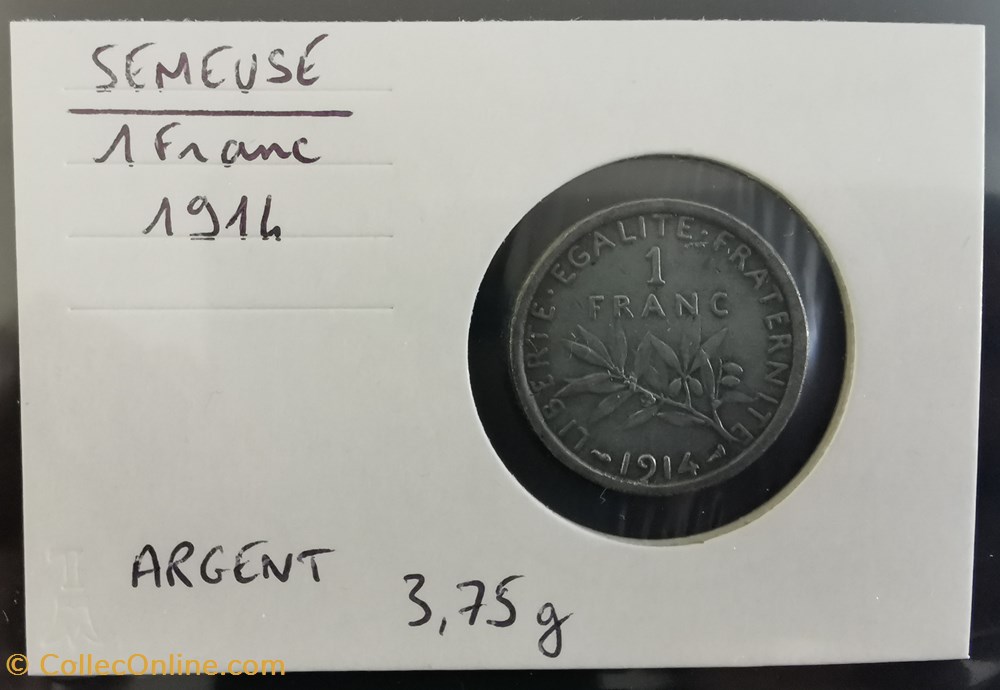 SEMEUSE
1 Franc
1914
LIBERTE · EGALITE · FRATERNITE
1
FRANC
1914
ARGENT
3,75 g
© CollecOnline.com